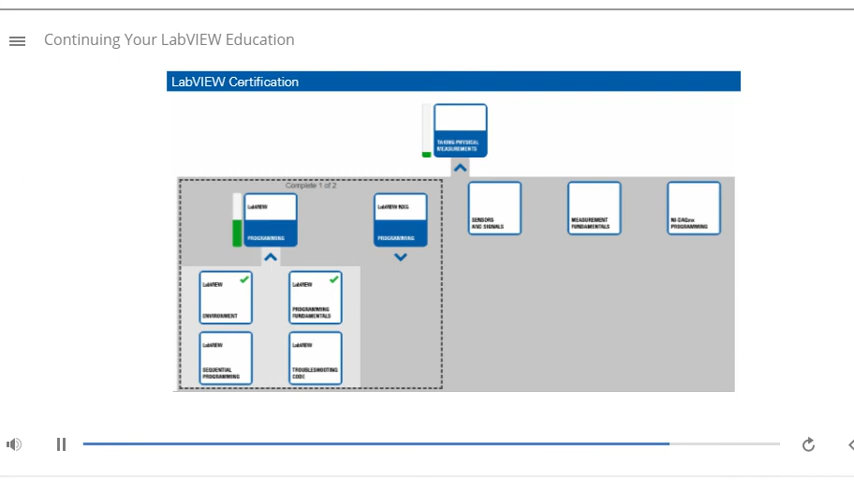 Continuing Your LabVIEW Education
LabVIEW Certification
TAKING PHYSICAL
MEASUREMENTS
Complete 1 of 2
LabVIEW
PROGRAMMING
LabVIEW NXG
PROGRAMMING
SENSORS
AND SIGNALS
MEASUREMENT
FUNDAMENTALS
NI-DAQmx
PROGRAMMING
LabVIEW
ENVIRONMENT
LabVIEW
PROGRAMMING
FUNDAMENTALS
LabVIEW
SEQUENTIAL
PROGRAMMING
LabVIEW
TROUBLESHOOTING
CODE